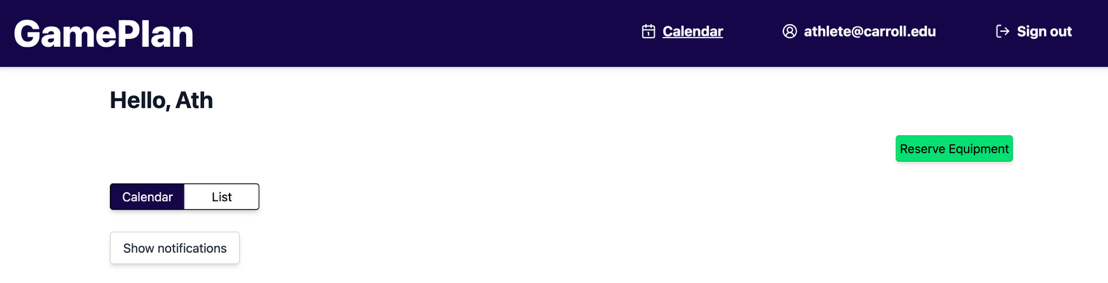 GamePlan
Calendar
athlete@carroll.edu
Sign out
Hello, Ath
Reserve Equipment
Calendar
List
Show notifications